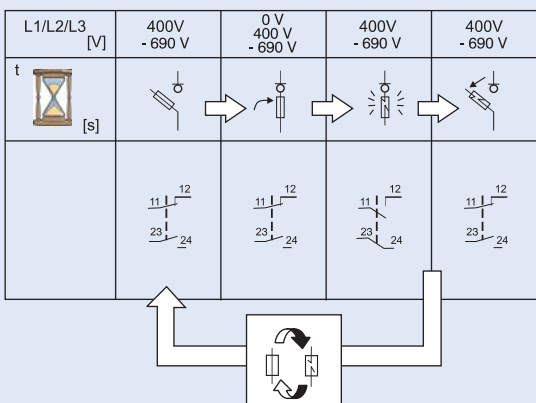 L1/L2/L3
[V]
400V
- 690 V
0 V
400 V
- 690 V
400V
- 690 V
400V
- 690 V
t
[s]
11 12
23 24
11 12
23 24
11 12
23 24
11 12
23 24